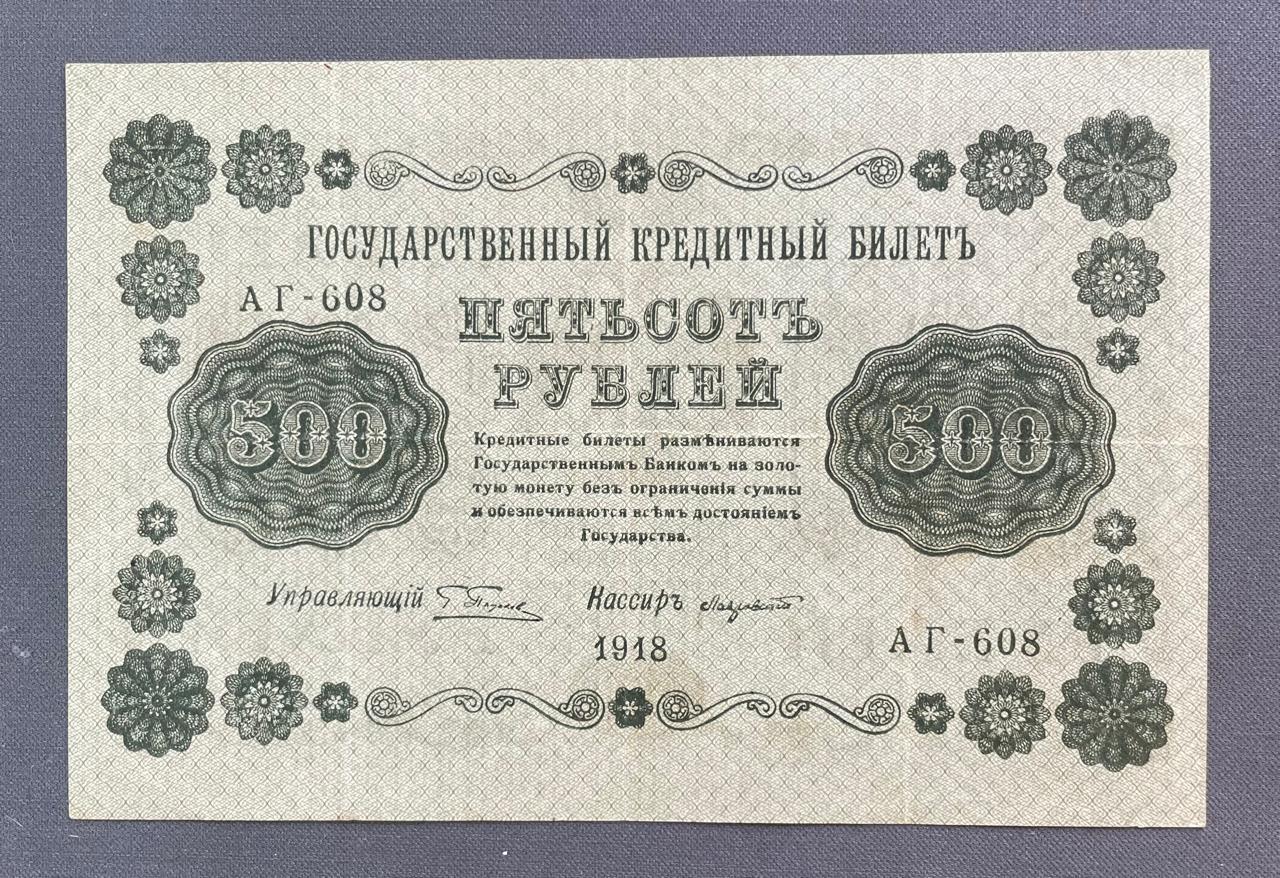 ГОСУДАРСТВЕННЫЙ КРЕДИТНЫЙ БИЛЕТЪ
АГ-608
ПЯТЬСОТЪ
РУБЛЕЙ
500
500
Кредитные билеты размѣниваются
Государственнымъ Банкомъ на золо-
тую монету безъ ограниченія суммы
и обезпечиваются всѣмъ достояніемъ
Государства.
Управляющій Кассиръ
1918
АГ-608